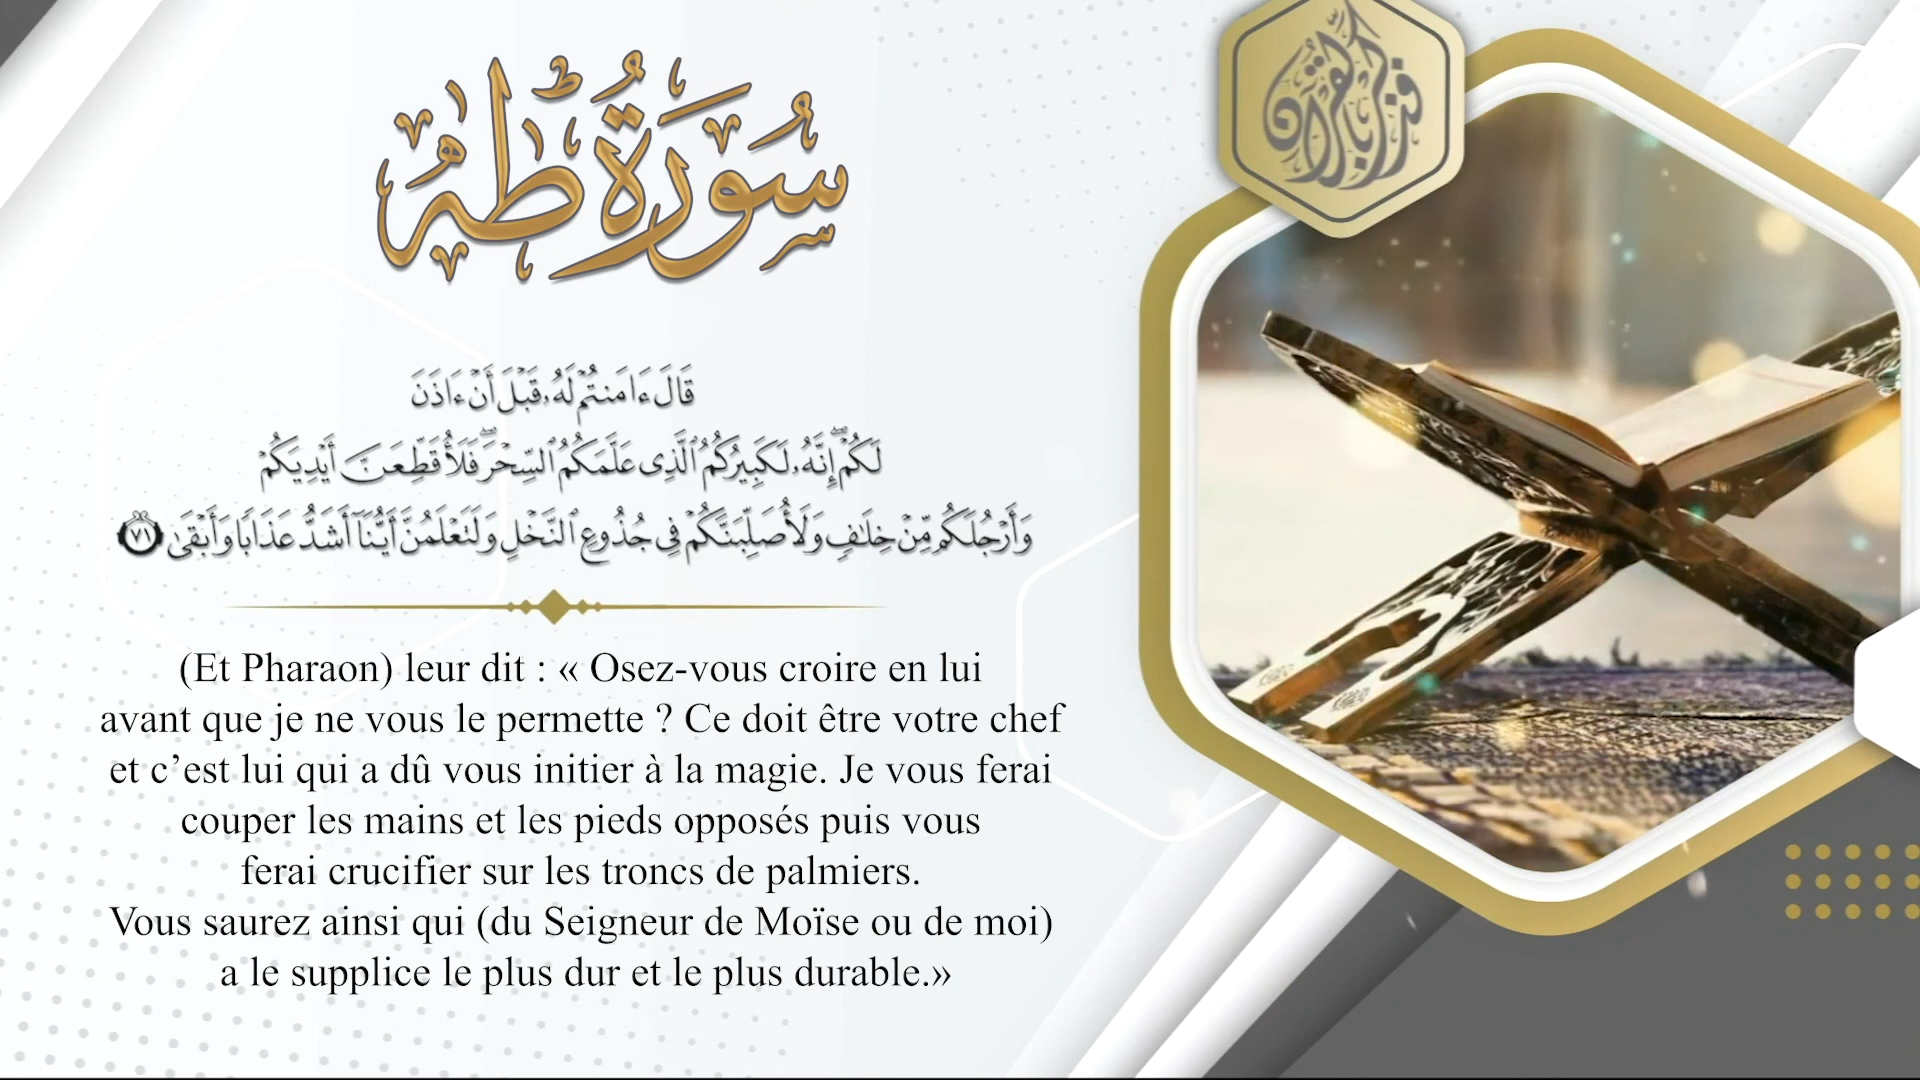 سُورَةُ طه
فذكر بالقرآن
قَالَ ءَامَنتُمْ لَهُۥ قَبْلَ أَنْ ءَاذَنَ
لَكُمْ ۖ إِنَّهُۥ لَكَبِيرُكُمُ ٱلَّذِى عَلَّمَكُمُ ٱلسِّحْرَ ۖ فَلَأُقَطِّعَنَّ أَيْدِيَكُمْ
وَأَرْجُلَكُم مِّنْ خِلَٰفٍ وَلَأُصَلِّبَنَّكُمْ فِى جُذُوعِ ٱلنَّخْلِ وَلَتَعْلَمُنَّ أَيُّنَآ أَشَدُّ عَذَابًا وَأَبْقَىٰ ٧١
(Et Pharaon) leur dit : « Osez-vous croire en lui
avant que je ne vous le permette ? Ce doit être votre chef
et c’est lui qui a dû vous initier à la magie. Je vous ferai
couper les mains et les pieds opposés puis vous
ferai crucifier sur les troncs de palmiers.
Vous saurez ainsi qui (du Seigneur de Moïse ou de moi)
a le supplice le plus dur et le plus durable.»